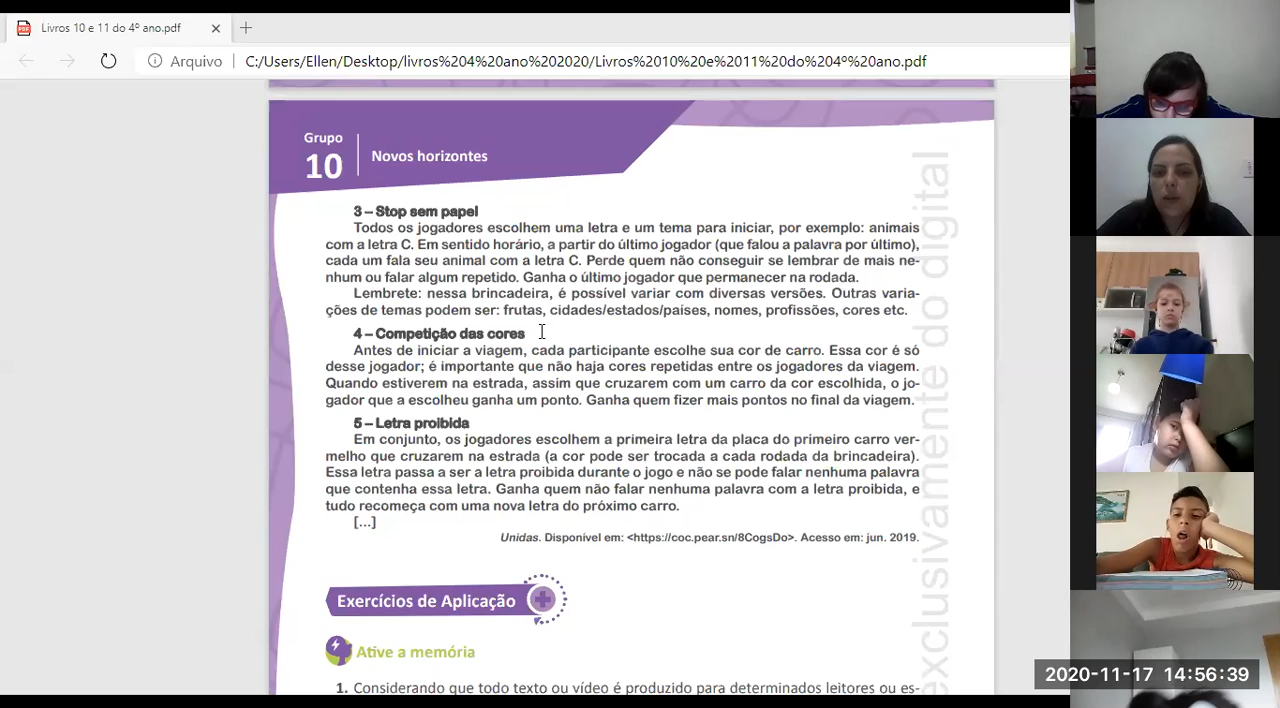 Livros 10 e 11 do 4º ano.pdf
Arquivo
C:/Users/Ellen/Desktop/livros%204%20ano%202020/Livros%2010%20e%2011%20do%204º%20ano.pdf
Grupo
10
Novos horizontes
3 – Stop sem papel
Todos os jogadores escolhem uma letra e um tema para iniciar, por exemplo: animais
com a letra C. Em sentido horário, a partir do último jogador (que falou a palavra por último),
cada um fala seu animal com a letra C. Perde quem não conseguir se lembrar de mais ne-
nhum ou falar algum repetido. Ganha o último jogador que permanecer na rodada.
Lembrete: nessa brincadeira, é possível variar com diversas versões. Outras varia-
ções de temas podem ser: frutas, cidades/estados/países, nomes, profissões, cores etc.
4 – Competição das cores
Antes de iniciar a viagem, cada participante escolhe sua cor de carro. Essa cor é só
desse jogador; é importante que não haja cores repetidas entre os jogadores da viagem.
Quando estiverem na estrada, assim que cruzarem com um carro da cor escolhida, o jo-
gador que a escolheu ganha um ponto. Ganha quem fizer mais pontos no final da viagem.
5 – Letra proibida
Em conjunto, os jogadores escolhem a primeira letra da placa do primeiro carro ver-
melho que cruzarem na estrada (a cor pode ser trocada a cada rodada da brincadeira).
Essa letra passa a ser a letra proibida durante o jogo e não se pode falar nenhuma palavra
que contenha essa letra. Ganha quem não falar nenhuma palavra com a letra proibida, e
tudo recomeça com uma nova letra do próximo carro.
[...]
Unidas. Disponível em: <https://coc.pear.sn/8CogsDo>. Acesso em: jun. 2019.
Exercícios de Aplicação
Ative a memória
1. Considerando que todo texto ou vídeo é produzido para determinados leitores ou es-
exclusivamente do digital
2020-11-17 14:56:39